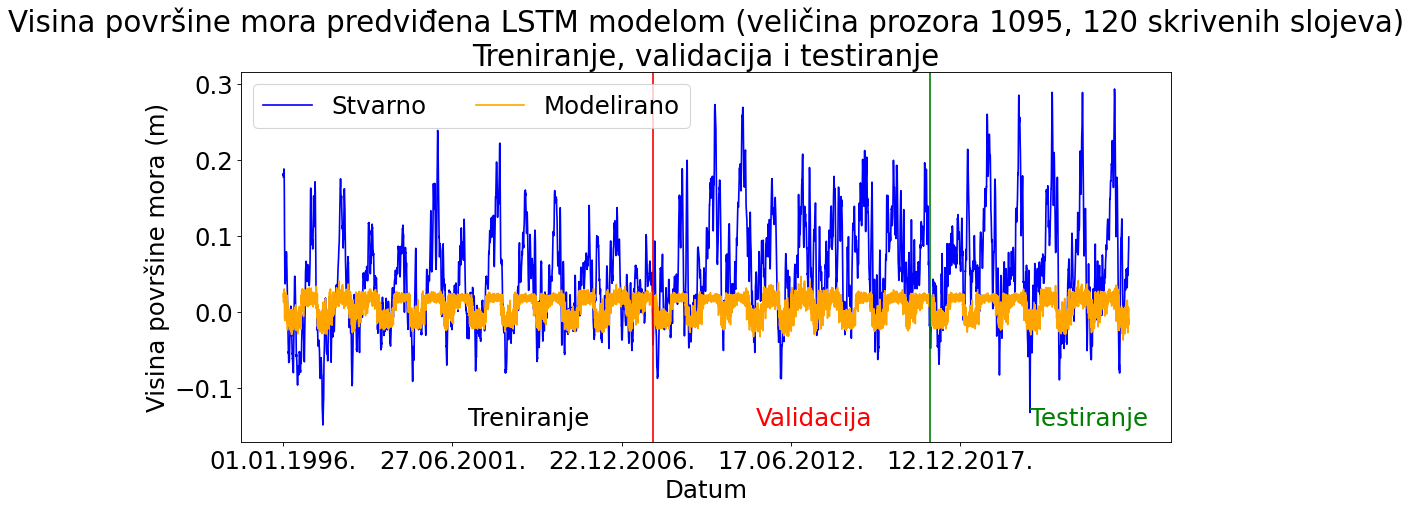 Visina površine mora predviđena LSTM modelom (veličina prozora 1095, 120 skrivenih slojeva)
Treniranje, validacija i testiranje
Stvarno
Modelirano
0.3
0.2
0.1
0.0
−0.1
Visina površine mora (m)
Treniranje
Validacija
Testiranje
01.01.1996.
27.06.2001.
22.12.2006.
17.06.2012.
12.12.2017.
Datum